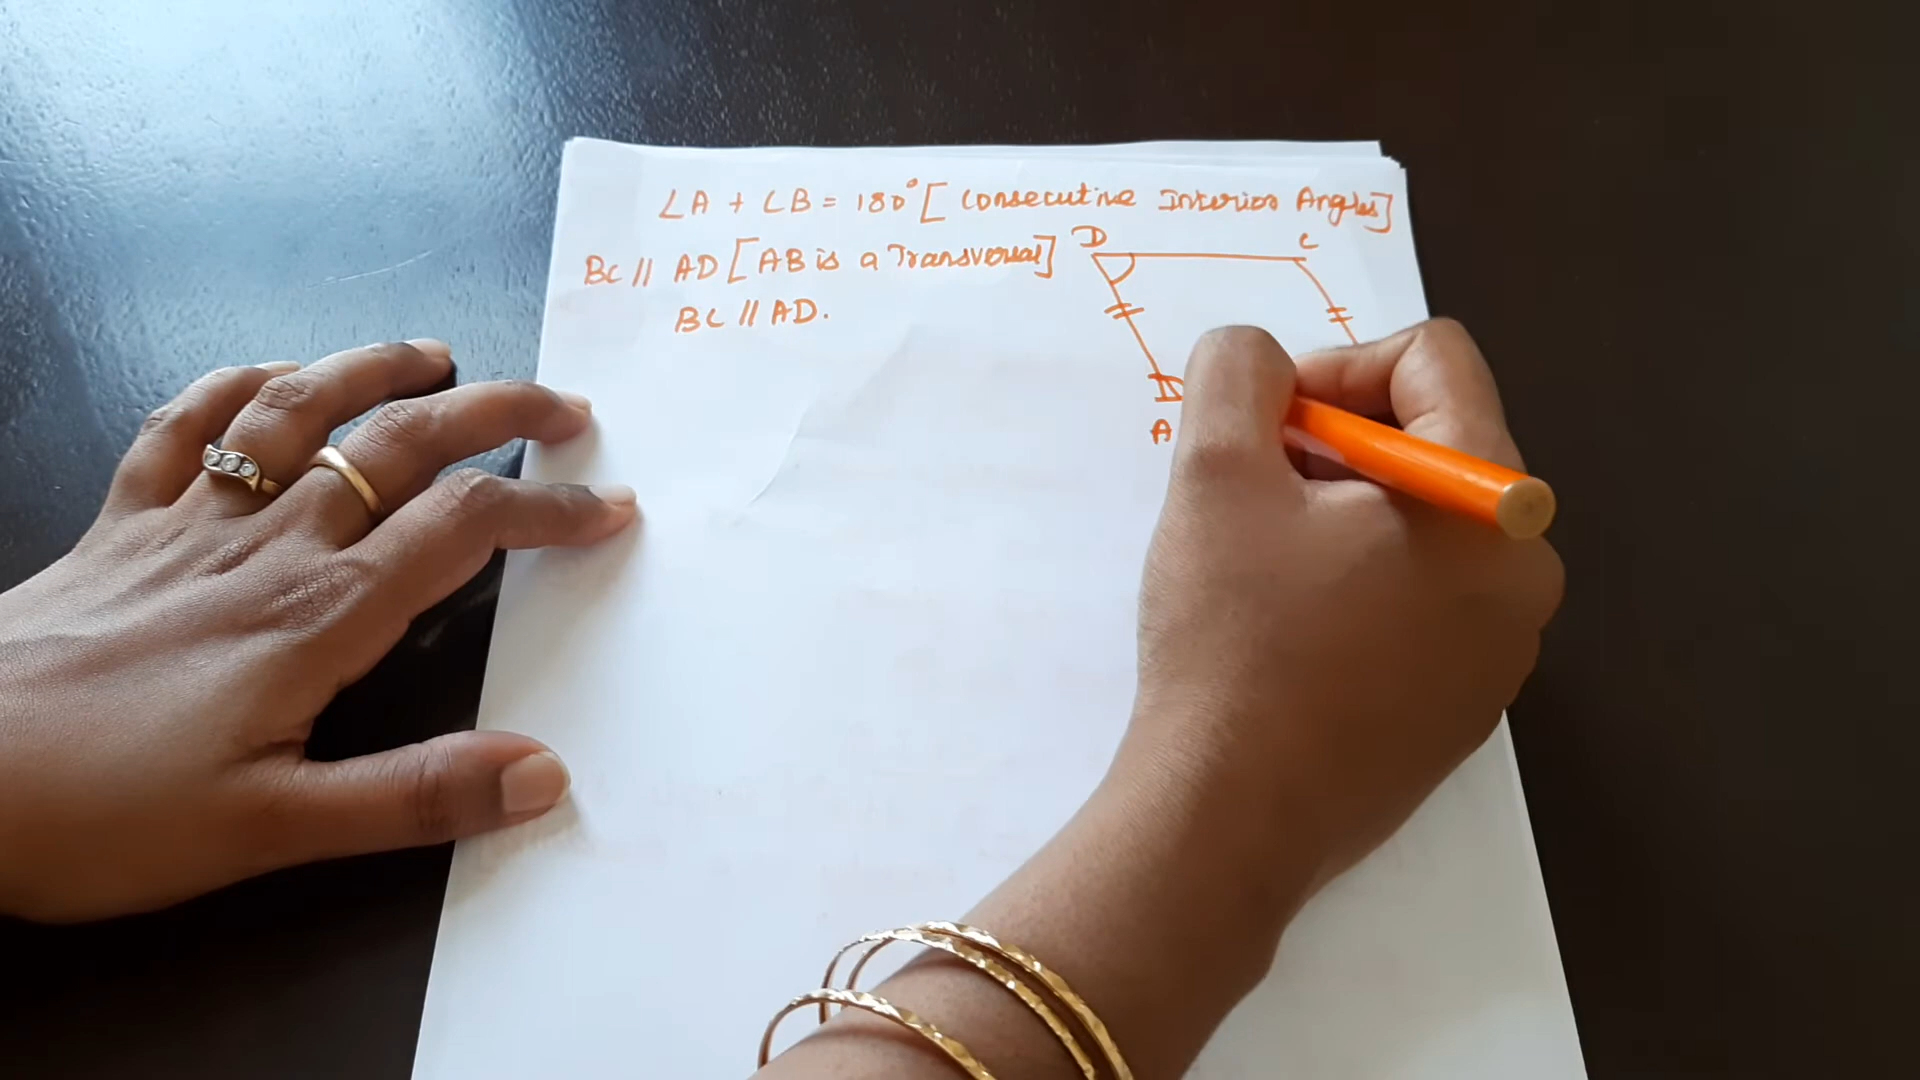 ∠A + ∠B = 180° [Consecutive Interior Angles]
BC // AD [AB is a Transversal]
BC // AD.
D C
A